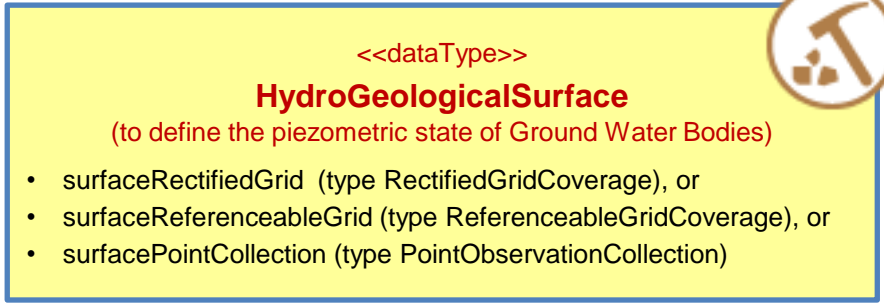 <<dataType>>
HydroGeologicalSurface
(to define the piezometric state of Ground Water Bodies)
• surfaceRectifiedGrid (type RectifiedGridCoverage), or
• surfaceReferenceableGrid (type ReferenceableGridCoverage), or
• surfacePointCollection (type PointObservationCollection)